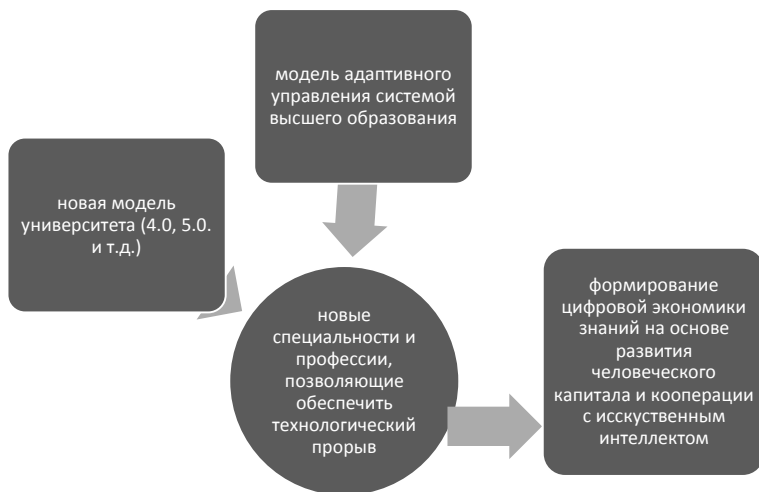 модель адаптивного
управления системой
высшего образования
новая модель
университета (4.0, 5.0.
и т.д.)
новые
специальности и
профессии,
позволяющие
обеспечить
технологический
прорыв
формирование
цифровой экономики
знаний на основе
развития
человеческого
капитала и кооперации
с исскуственным
интеллектом